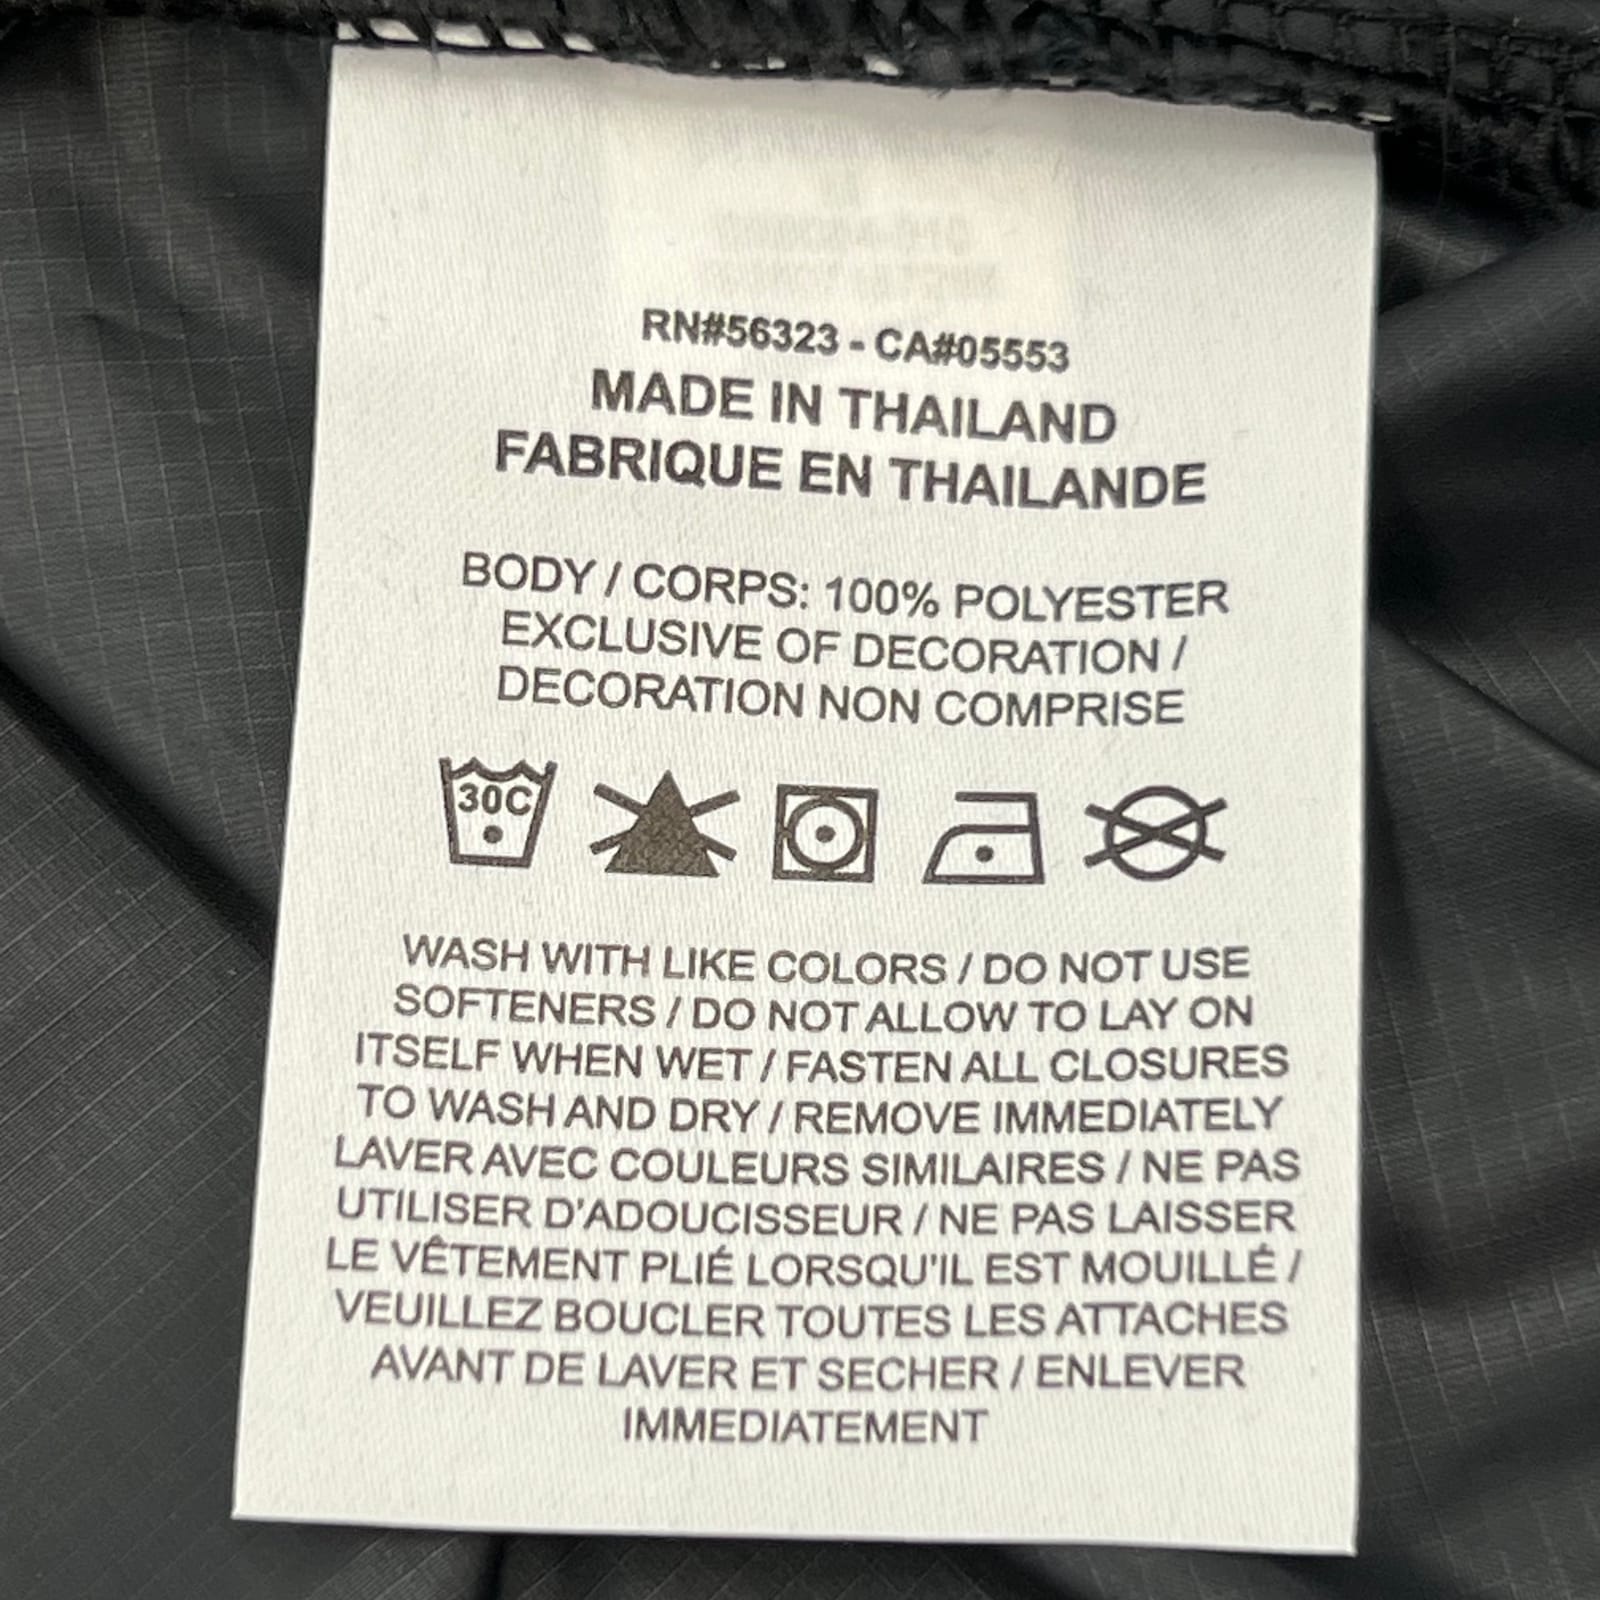 RN#56323 - CA#05553
MADE IN THAILAND
FABRIQUE EN THAILANDE
BODY / CORPS: 100% POLYESTER
EXCLUSIVE OF DECORATION /
DECORATION NON COMPRISE
30C
WASH WITH LIKE COLORS / DO NOT USE
SOFTENERS / DO NOT ALLOW TO LAY ON
ITSELF WHEN WET / FASTEN ALL CLOSURES
TO WASH AND DRY / REMOVE IMMEDIATELY
LAVER AVEC COULEURS SIMILAIRES / NE PAS
UTILISER D'ADOUCISSEUR / NE PAS LAISSER
LE VÊTEMENT PLIÉ LORSQU'IL EST MOUILLÉ /
VEUILLEZ BOUCLER TOUTES LES ATTACHES
AVANT DE LAVER ET SECHER / ENLEVER
IMMEDIATEMENT